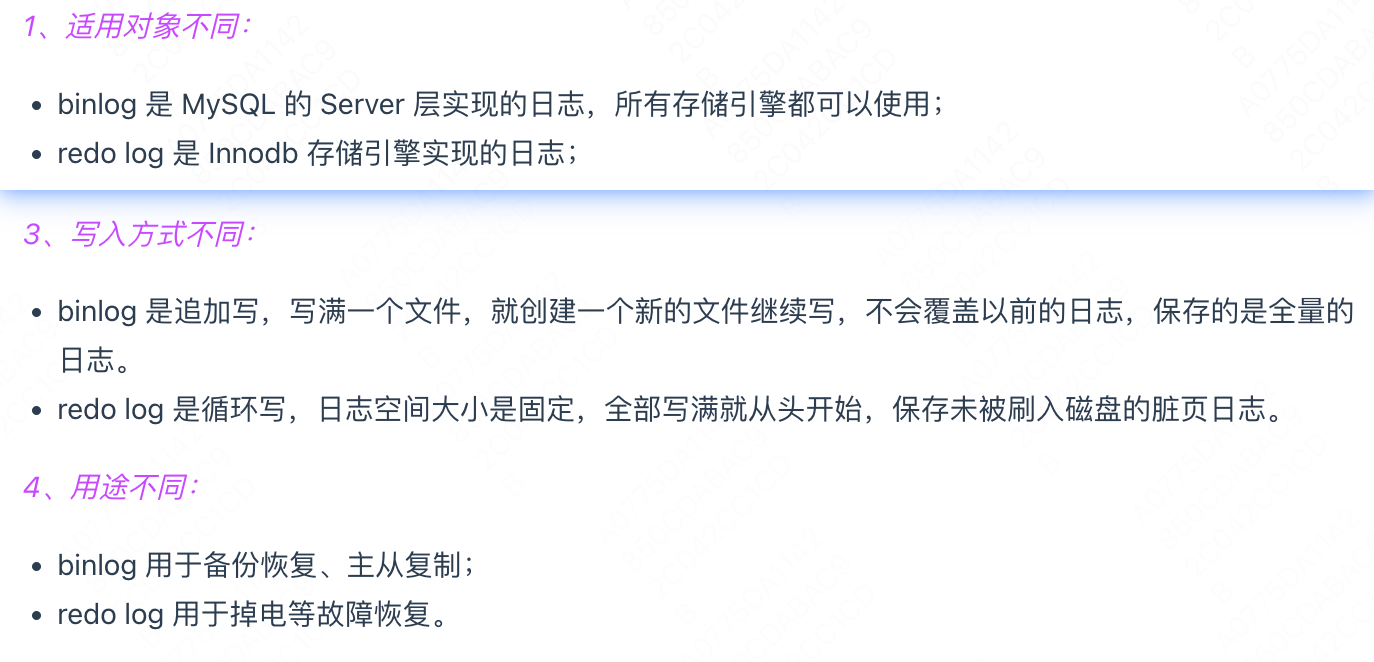 1、适用对象不同：
• binlog 是 MySQL 的 Server 层实现的日志，所有存储引擎都可以使用；
• redo log 是 Innodb 存储引擎实现的日志；
3、写入方式不同：
• binlog 是追加写，写满一个文件，就创建一个新的文件继续写，不会覆盖以前的日志，保存的是全量的
日志。
• redo log 是循环写，日志空间大小是固定，全部写满就从头开始，保存未被刷入磁盘的脏页日志。
4、用途不同：
• binlog 用于备份恢复、主从复制；
• redo log 用于掉电等故障恢复。